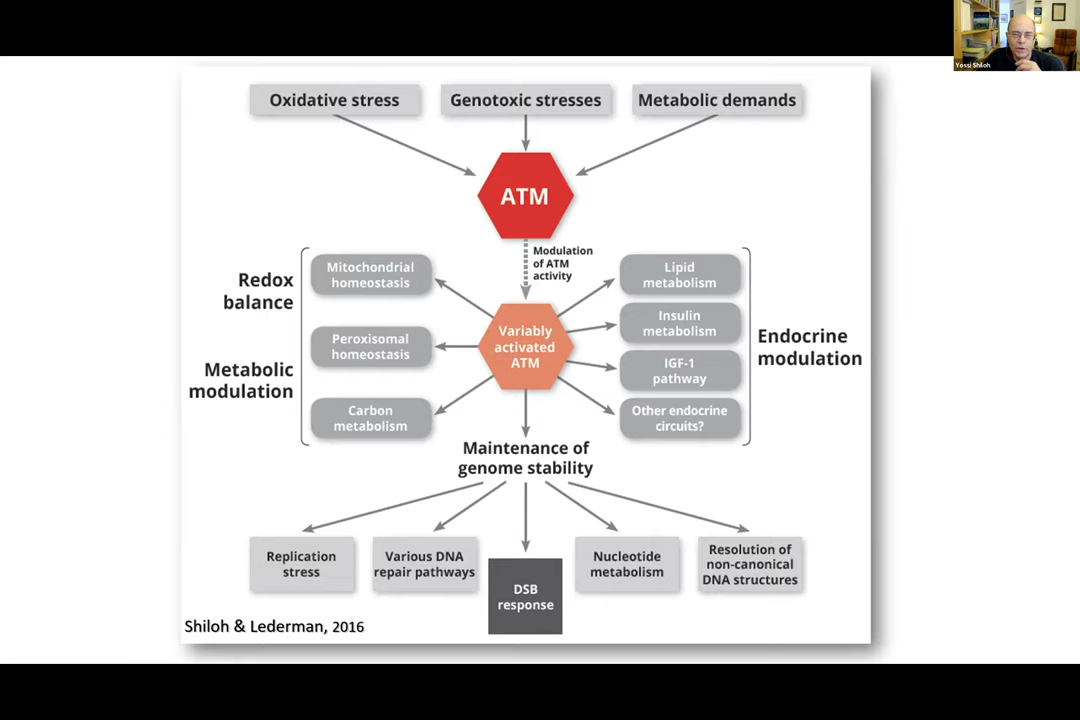 Yossi Shiloh
Oxidative stress
Genotoxic stresses
Metabolic demands
ATM
Modulation
of ATM
activity
Redox
balance
Metabolic
modulation
Mitochondrial
homeostasis
Peroxisomal
homeostasis
Carbon
metabolism
Variably
activated
ATM
Lipid
metabolism
Insulin
metabolism
IGF-1
pathway
Other endocrine
circuits?
Endocrine
modulation
Maintenance of
genome stability
Replication
stress
Various DNA
repair pathways
DSB
response
Nucleotide
metabolism
Resolution of
non-canonical
DNA structures
Shiloh & Lederman, 2016